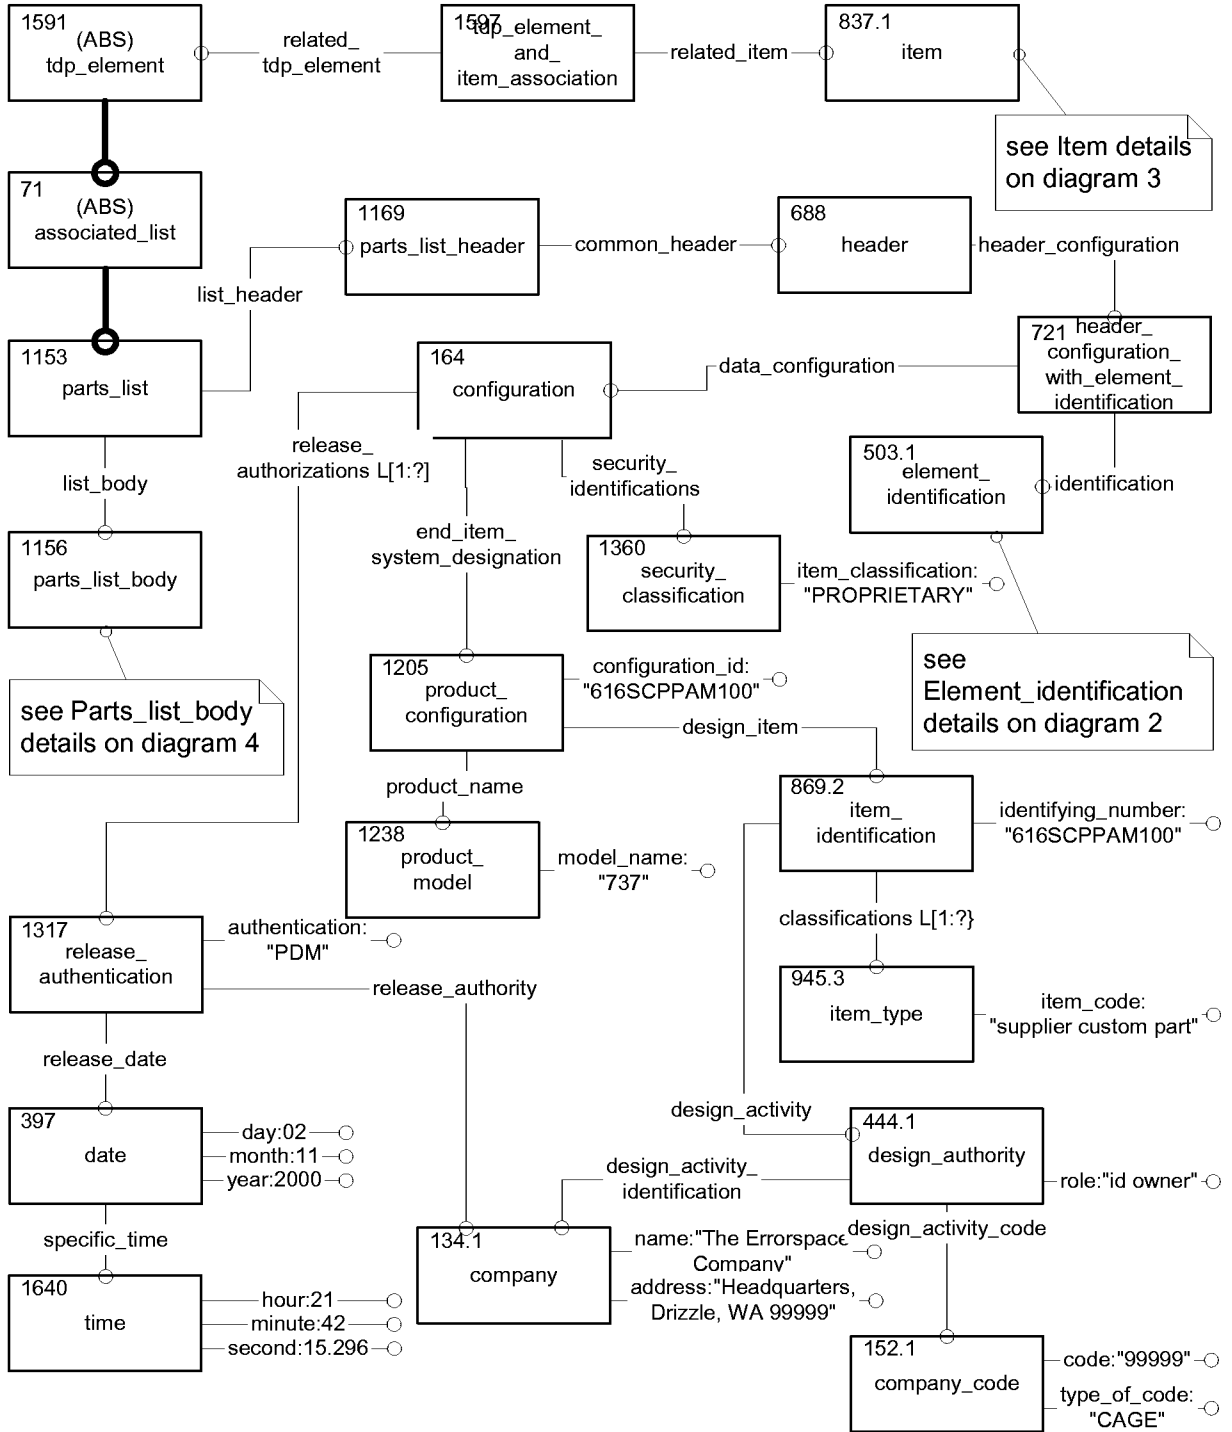 1591
(ABS)
tdp_element
related_
tdp_element
1597
tdp_element_
and_
item_association
related_item
837.1
item
see Item details
on diagram 3
71
(ABS)
associated_list
1169
parts_list_header
common_header
688
header
header_configuration
list_header
1153
parts_list
164
configuration
data_configuration
721
header_
configuration_
with_element_
identification
release_
authorizations L[1:?]
security_
identifications
503.1
element_
identification
identification
list_body
end_item_
system_designation
1156
parts_list_body
1360
security_
classification
item_classification:
"PROPRIETARY"
see Parts_list_body
details on diagram 4
1205
product_
configuration
configuration_id:
"616SCPPAM100"
design_item
see
Element_identification
details on diagram 2
product_name
869.2
item_
identification
identifying_number:
"616SCPPAM100"
1238
product_
model
model_name:
"737"
classifications L[1:?}
1317
release_
authentication
authentication:
"PDM"
release_authority
945.3
item_type
item_code:
"supplier custom part"
release_date
design_activity
397
date
day:02
month:11
year:2000
444.1
design_authority
role:"id owner"
design_activity_
identification
specific_time
design_activity_code
134.1
company
name:"The Errorspace
Company"
address:"Headquarters,
Drizzle, WA 99999"
1640
time
hour:21
minute:42
second:15.296
152.1
company_code
code:"99999"
type_of_code:
"CAGE"